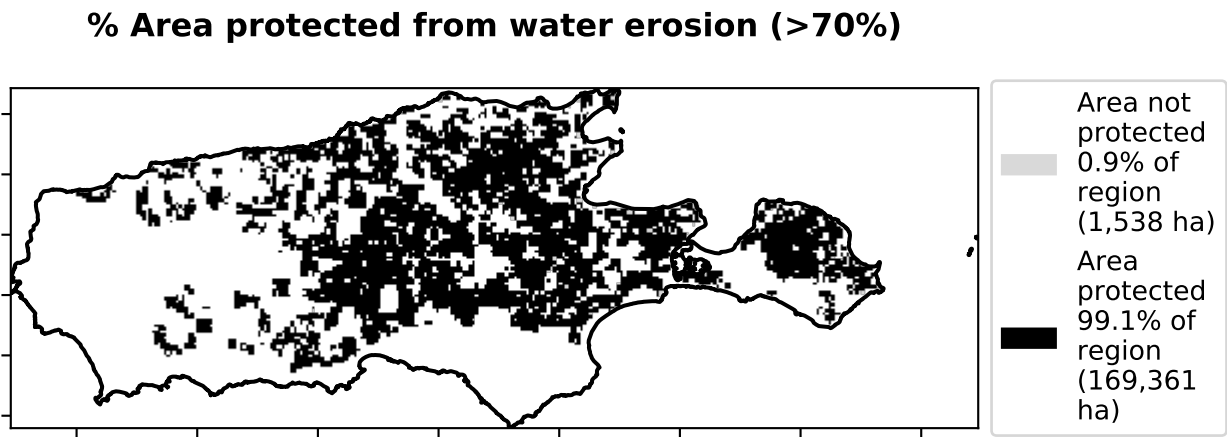 % Area protected from water erosion (>70%)
Area not
protected
0.9% of
region
(1,538 ha)
Area
protected
99.1% of
region
(169,361
ha)